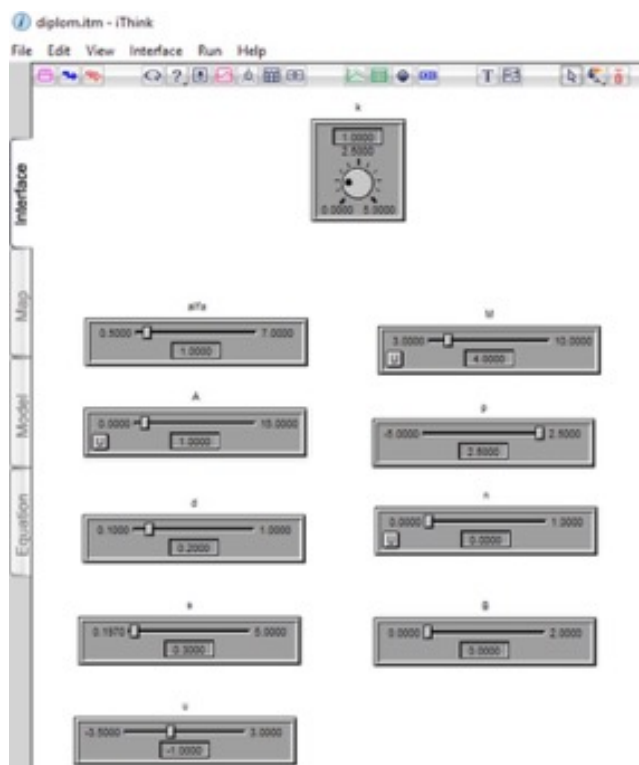 diplom.itm - iThink
File Edit View Interface Run Help
T
Interface
Map
Model
Equation
k
1.0000
2.5000
0.0000 5.0000
alfa
0.5000 7.0000
1.0000
M
3.0000 10.0000
U
4.0000
A
0.0000 15.0000
U
1.0000
p
-5.0000 2.5000
2.5000
d
0.1000 1.0000
0.2000
n
0.0000 1.0000
U
0.0000
0.1970 5.0000
0.3000
0.0000 2.0000
0.0000
-3.5000 3.0000
-1.0000